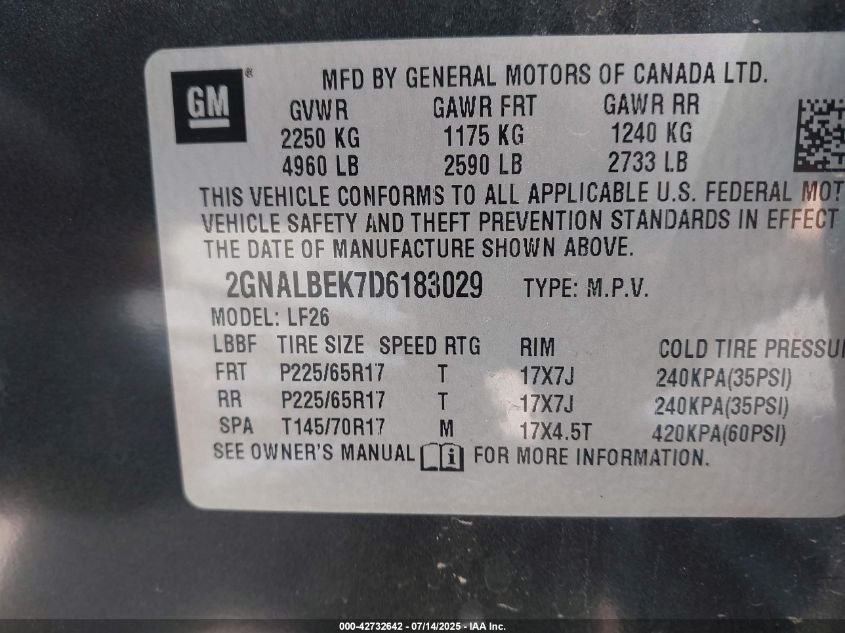 GM ®
MFD BY GENERAL MOTORS OF CANADA LTD.
GVWR GAWR FRT GAWR RR
2250 KG 1175 KG 1240 KG
4960 LB 2590 LB 2733 LB
THIS VEHICLE CONFORMS TO ALL APPLICABLE U.S. FEDERAL MOT
VEHICLE SAFETY AND THEFT PREVENTION STANDARDS IN EFFECT
THE DATE OF MANUFACTURE SHOWN ABOVE.
2GNALBEK7D6183029 TYPE: M.P.V.
MODEL: LF26
LBBF TIRE SIZE SPEED RTG RIM COLD TIRE PRESSU
FRT P225/65R17 T 17X7J 240KPA(35PSI)
RR P225/65R17 T 17X7J 240KPA(35PSI)
SPA T145/70R17 M 17X4.5T 420KPA(60PSI)
SEE OWNER'S MANUAL i FOR MORE INFORMATION.
000-42732642 - 07/14/2025 - IAA Inc.